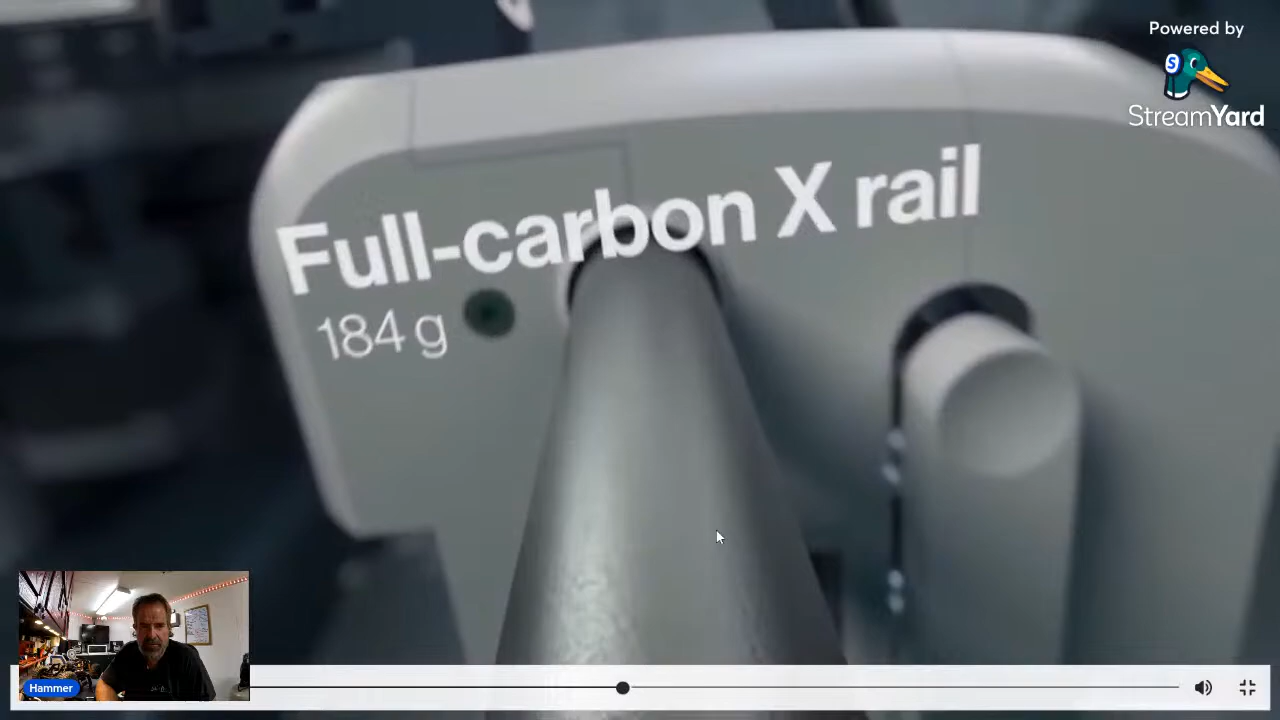 Powered by
S
StreamYard
Full-carbon X rail
184 g
Hammer